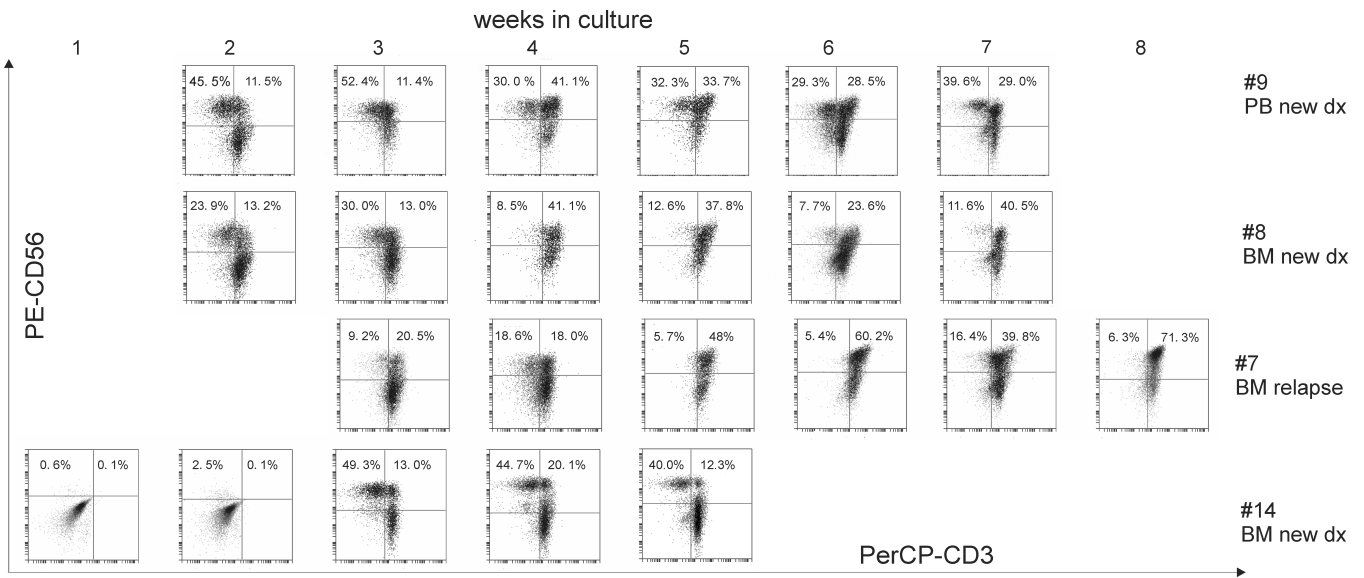 weeks in culture
1 2 3 4 5 6 7 8
45.5% 11.5% 52.4% 11.4% 30.0 % 41.1% 32.3% 33.7% 29.3% 28.5% 39.6% 29.0%
#9
PB new dx
23.9% 13.2% 30.0% 13.0% 8.5% 41.1% 12.6% 37.8% 7.7% 23.6% 11.6% 40.5%
#8
BM new dx
PE-CD56
9.2% 20.5% 18.6% 18.0% 5.7% 48% 5.4% 60.2% 16.4% 39.8% 6.3% 71.3%
#7
BM relapse
0.6% 0.1% 2.5% 0.1% 49.3% 13.0% 44.7% 20.1% 40.0% 12.3%
#14
BM new dx
PerCP-CD3